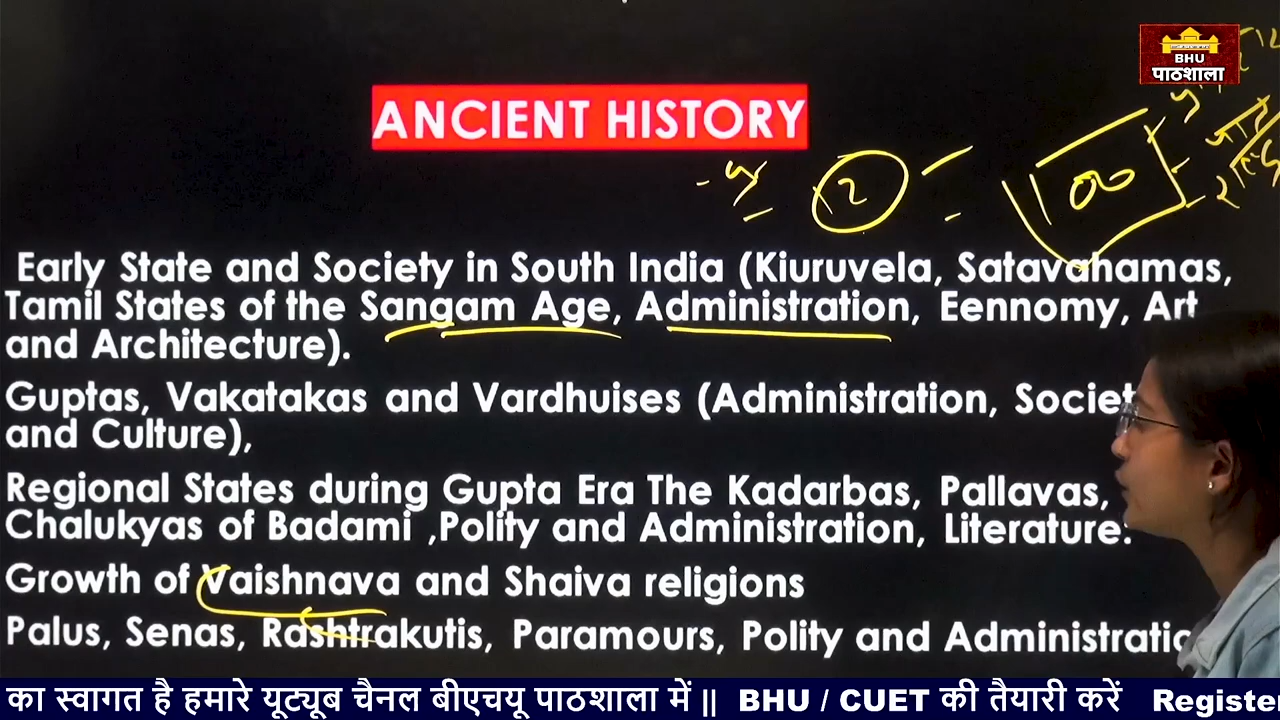 BHU
पाठशाला
ANCIENT HISTORY
2
Early State and Society in South India (Kiuruvela, Satavahamas,
Tamil States of the Sangam Age, Administration, Eennomy, Art
and Architecture).
Guptas, Vakatakas and Vardhuises (Administration, Societ
and Culture),
Regional States during Gupta Era The Kadarbas, Pallavas,
Chalukyas of Badami ,Polity and Administration, Literature.
Growth of Vaishnava and Shaiva religions
Palus, Senas, Rashtrakutis, Paramours, Polity and Administratio
का स्वागत है हमारे यूट्यूब चैनल बीएचयू पाठशाला में || BHU / CUET की तैयारी करें Register